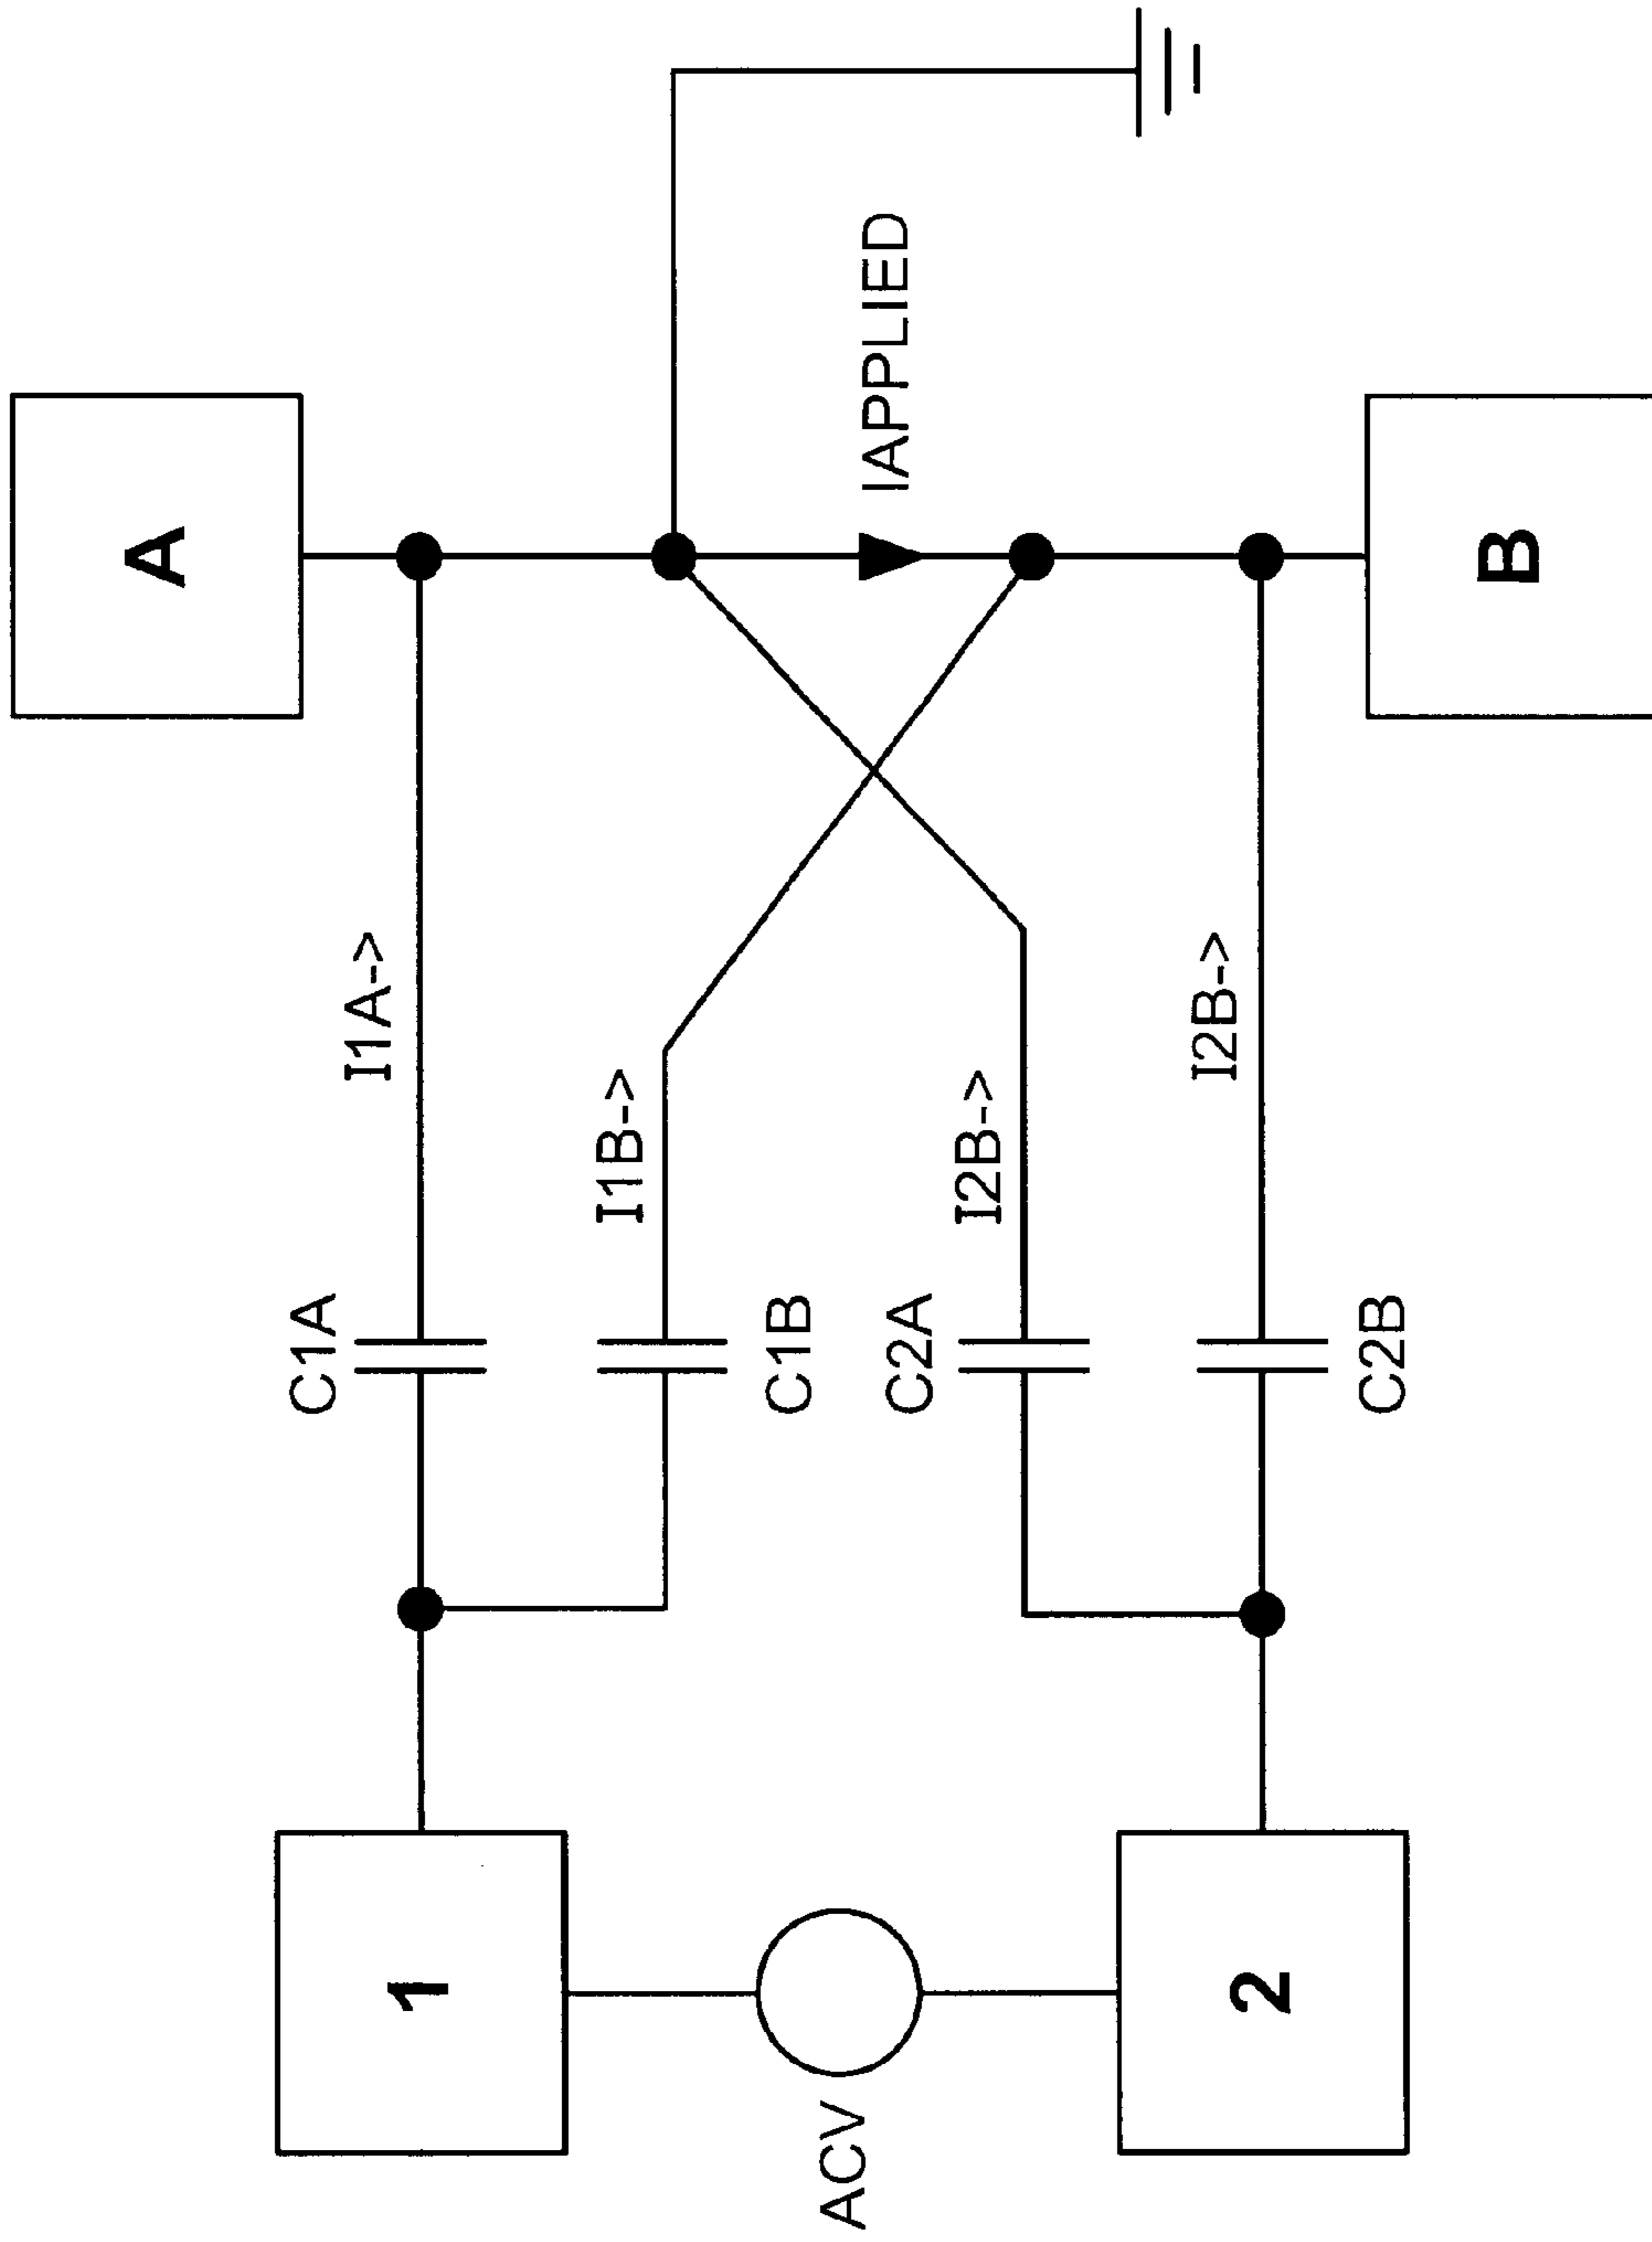 A
I1A->
C1A
I1B->
C1B
IAPPLIED
1
ACV
I2B->
C2A
I2B->
C2B
2
B